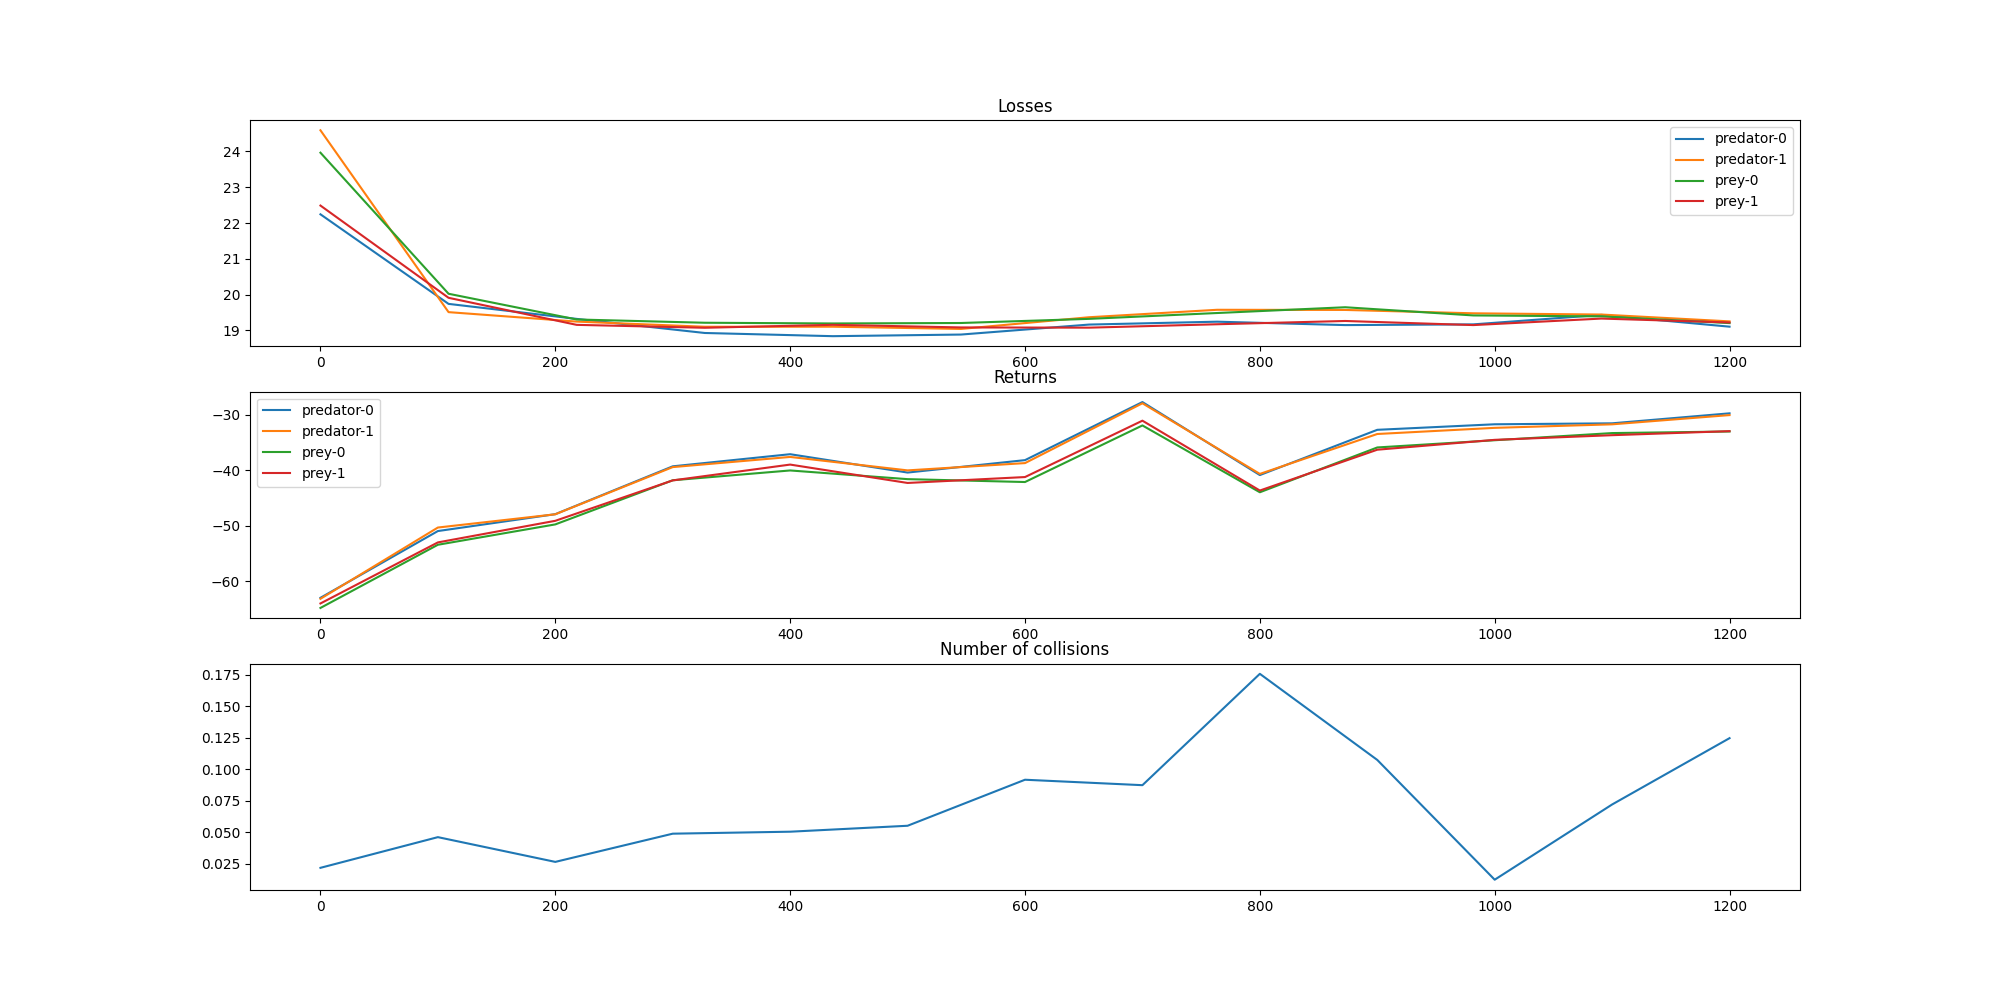 Losses
24
23
22
21
20
19
predator-0
predator-1
prey-0
prey-1
0 200 400 600 800 1000 1200
Returns
−30
−40
−50
−60
predator-0
predator-1
prey-0
prey-1
0 200 400 600 800 1000 1200
Number of collisions
0.175
0.150
0.125
0.100
0.075
0.050
0.025
0 200 400 600 800 1000 1200